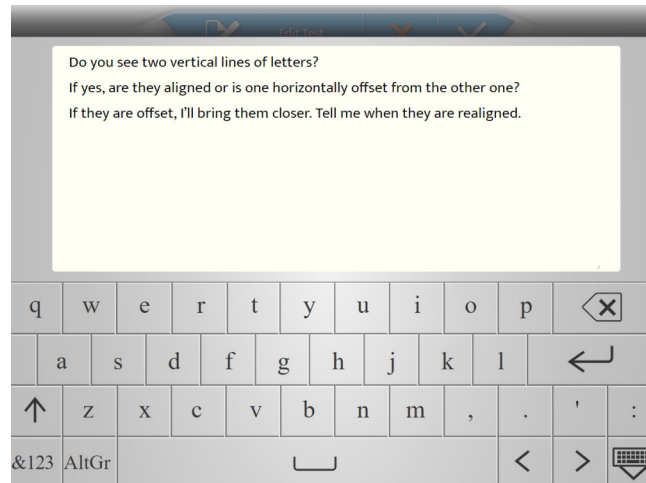 Edit Text
Do you see two vertical lines of letters?
If yes, are they aligned or is one horizontally offset from the other one?
If they are offset, I'll bring them closer. Tell me when they are realigned.
q w e r t y u i o p
a s d f g h j k l
z x c v b n m , . ' :
&123 AltGr < >